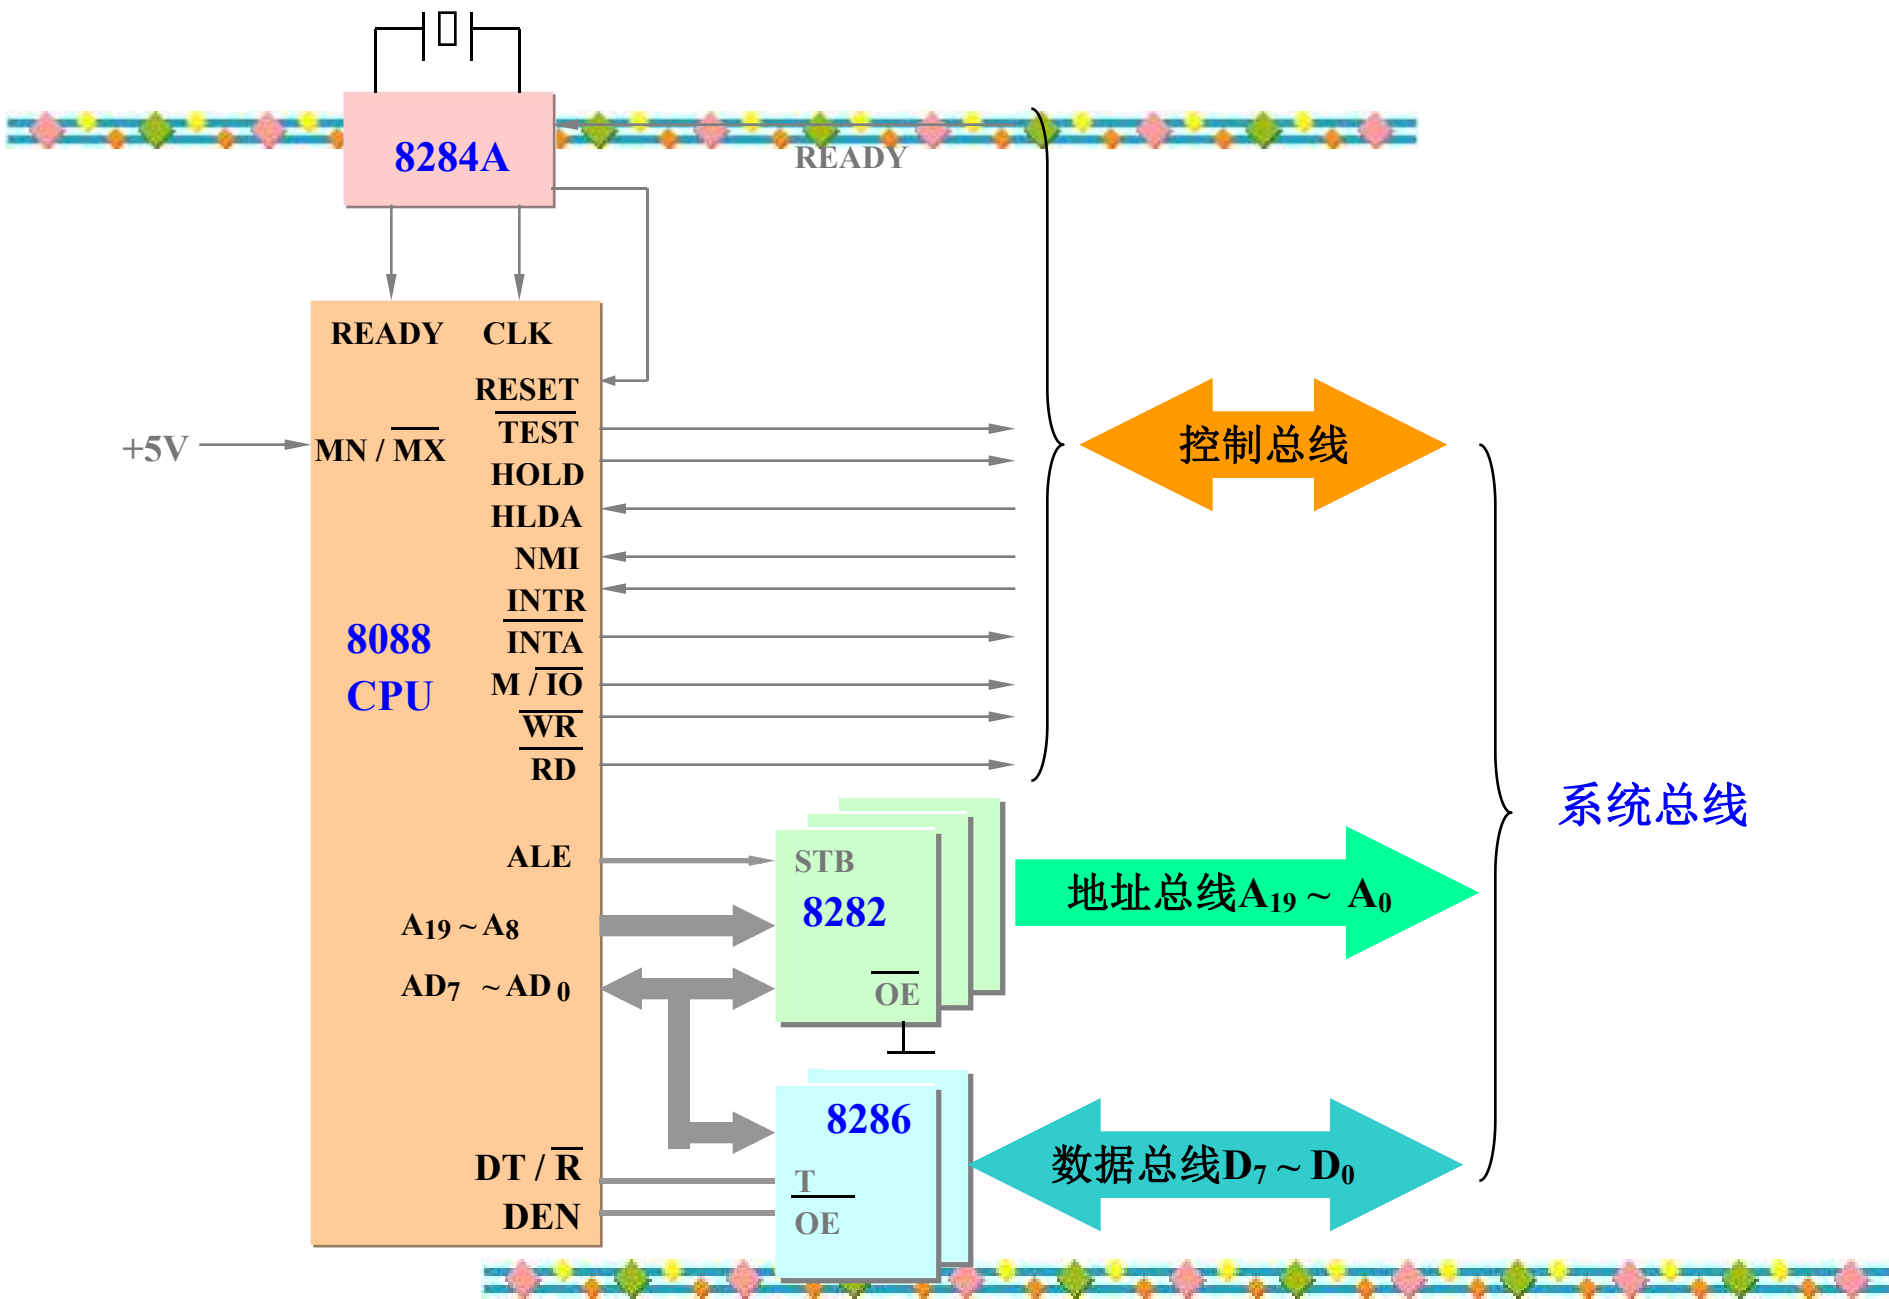 8284A
READY
READY CLK
RESET
TEST
+5V
MN / MX
HOLD
HLDA
NMI
INTR
8088
CPU
INTA
M / IO
WR
RD
控制总线
系统总线
ALE
STB
8282
地址总线A19 ~ A0
A19 ~ A8
AD7 ~ AD0
OE
8286
数据总线D7 ~ D0
DT / R
T
DEN
OE